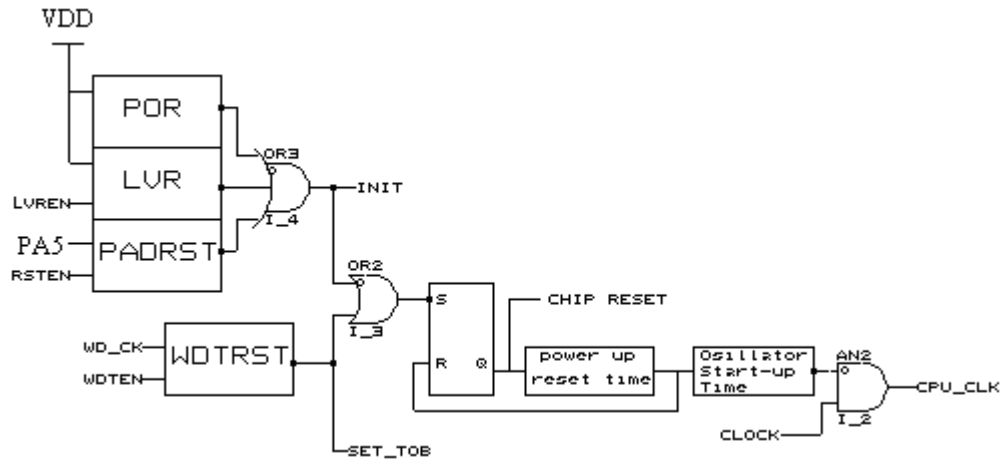 VDD
POR
LVR
LVREN
PA5
PADRST
RSTEN
OR3
INIT
I_4
OR2
I_3
S
R
Q
CHIP RESET
WD_CK
WDTRST
WDTEN
power up
reset time
Osillator
Start-up
Time
AN2
CPU_CLK
I_2
CLOCK
SET_TOB